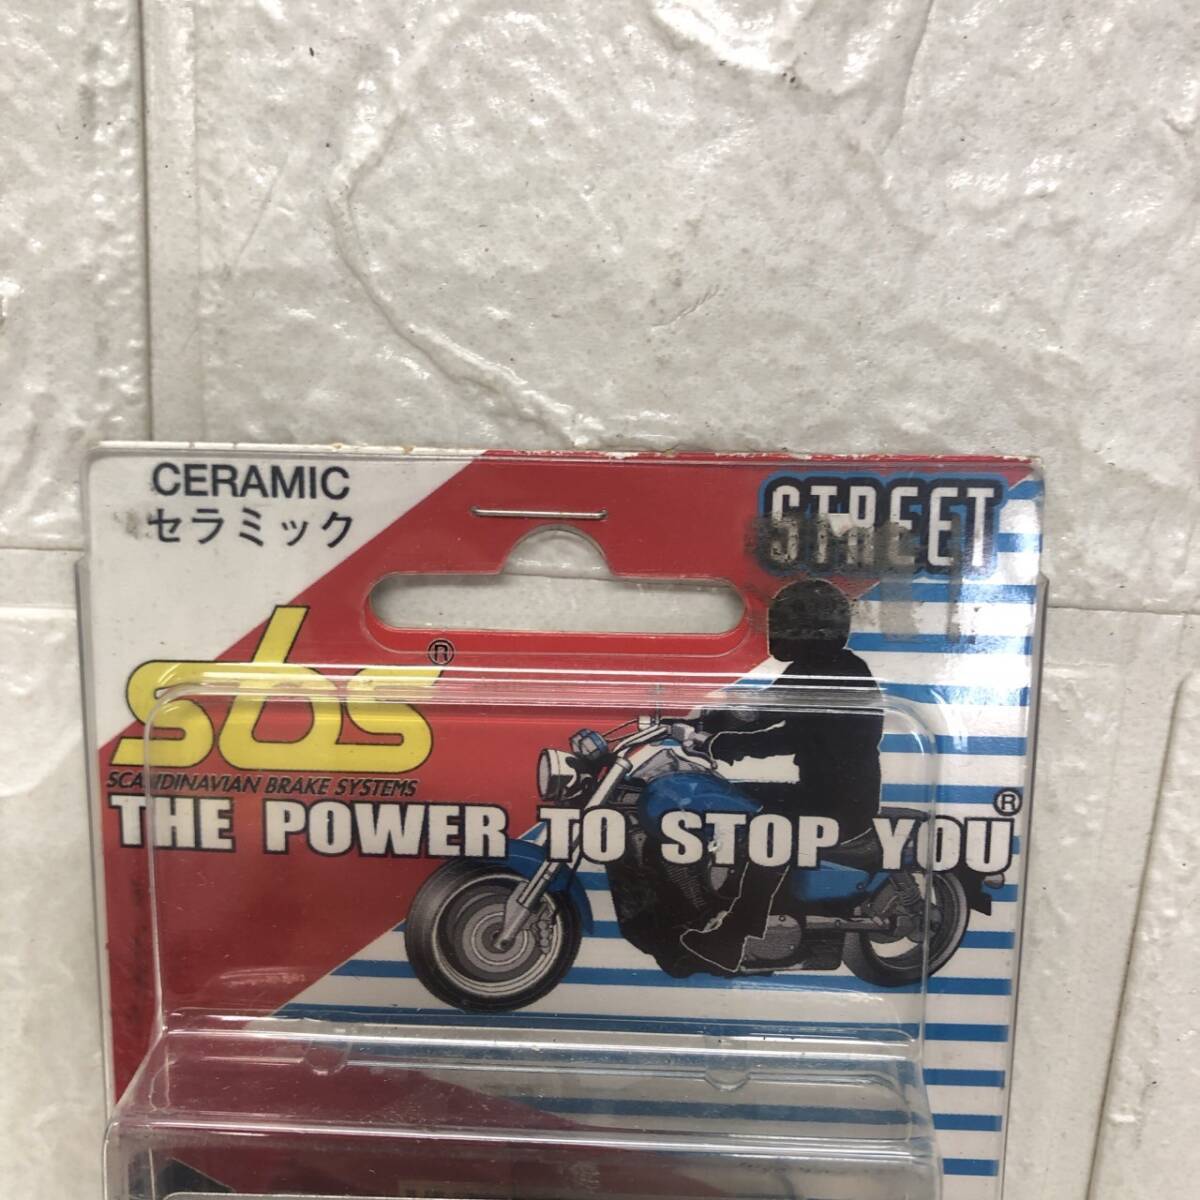 CERAMIC
セラミック
STREET
sbs®
SCANDINAVIAN BRAKE SYSTEMS
THE POWER TO STOP YOU®